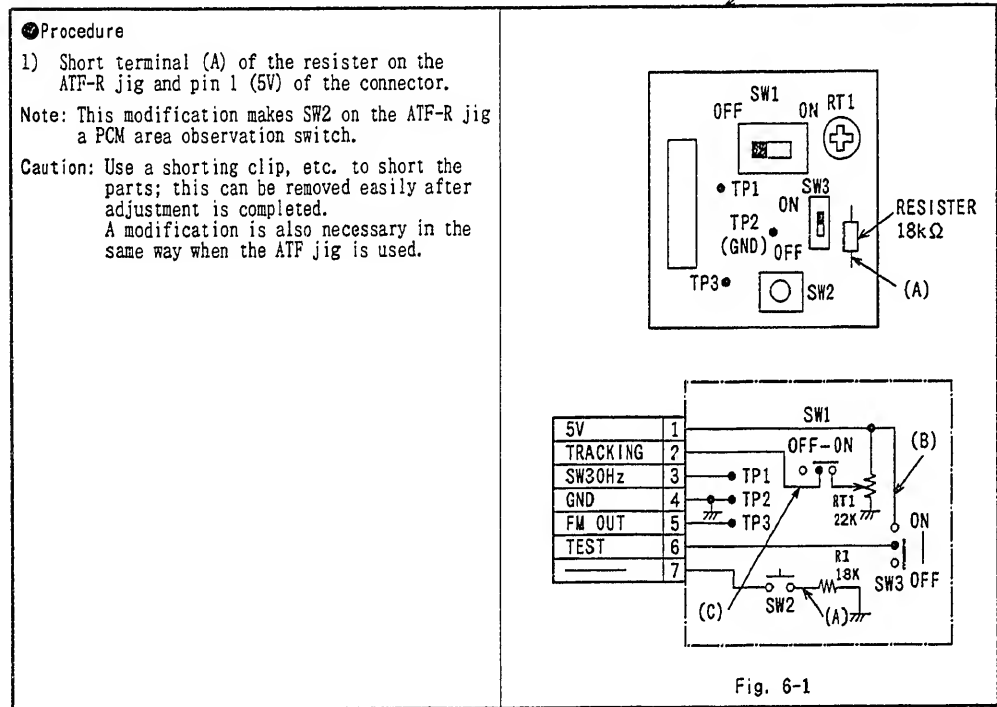 ●Procedure
1) Short terminal (A) of the resister on the
ATF-R jig and pin 1 (5V) of the connector.
Note: This modification makes SW2 on the ATF-R jig
a PCM area observation switch.
Caution: Use a shorting clip, etc. to short the
parts; this can be removed easily after
adjustment is completed.
A modification is also necessary in the
same way when the ATF jig is used.
SW1
OFF ON RT1
TP1
SW3
ON
TP2
(GND) OFF
RESISTER
18kΩ
TP3
SW2
(A)
SW1
5V 1
OFF-ON
(B)
TRACKING 2
SW30Hz 3 TP1
GND 4 TP2
RT1
22K
FM OUT 5 TP3
ON
TEST 6
R1
18K
SW3 OFF
7
(C)
SW2
(A)
Fig. 6-1